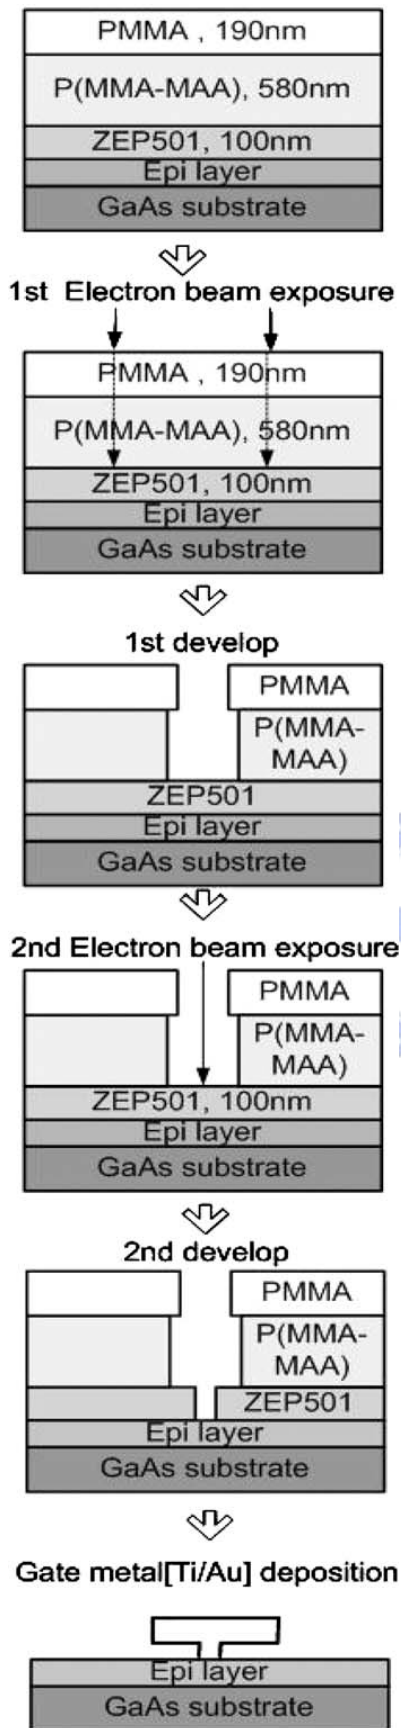 PMMA , 190nm
P(MMA-MAA), 580nm
ZEP501, 100nm
Epi layer
GaAs substrate
1st Electron beam exposure
PMMA , 190nm
P(MMA-MAA), 580nm
ZEP501, 100nm
Epi layer
GaAs substrate
1st develop
PMMA
P(MMA-
MAA)
ZEP501
Epi layer
GaAs substrate
2nd Electron beam exposure
PMMA
P(MMA-
MAA)
ZEP501, 100nm
Epi layer
GaAs substrate
2nd develop
PMMA
P(MMA-
MAA)
ZEP501
Epi layer
GaAs substrate
Gate metal[Ti/Au] deposition
Epi layer
GaAs substrate